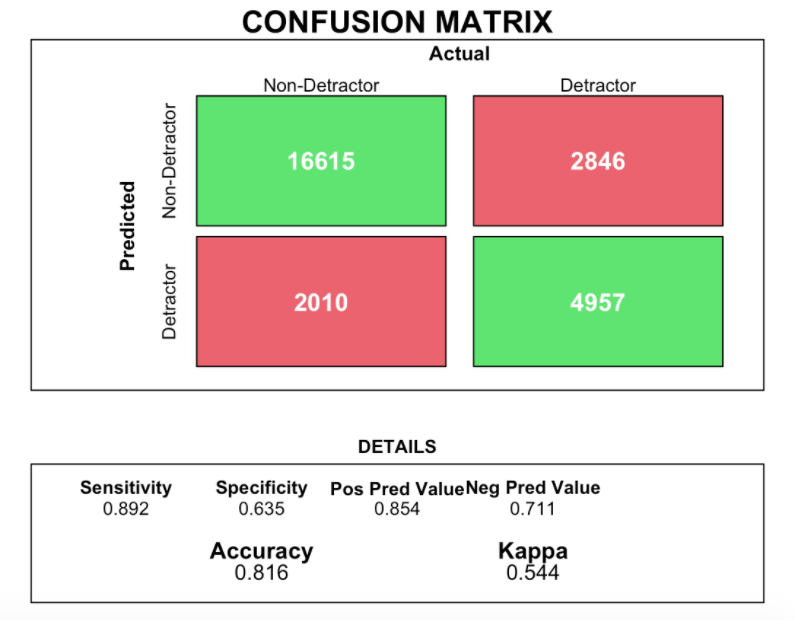 CONFUSION MATRIX
Actual
Non-Detractor Detractor
Predicted
Non-Detractor
16615 2846
Detractor
2010 4957
DETAILS
Sensitivity Specificity Pos Pred Value Neg Pred Value
0.892 0.635 0.854 0.711
Accuracy Kappa
0.816 0.544